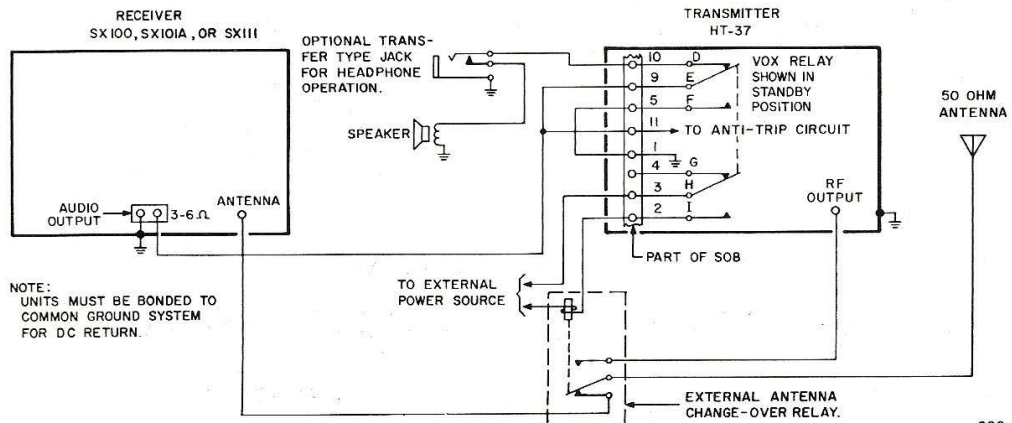 RECEIVER
SX100, SX101A, OR SX111
TRANSMITTER
HT-37
OPTIONAL TRANS-
FER TYPE JACK
FOR HEADPHONE
OPERATION.
SPEAKER
10 D
9 E
5 F
11
1
4 G
3 H
2 I
VOX RELAY
SHOWN IN
STANDBY
POSITION
TO ANTI-TRIP CIRCUIT
RF
OUTPUT
50 OHM
ANTENNA
AUDIO
OUTPUT
3-6Ω
ANTENNA
PART OF SO8
NOTE:
UNITS MUST BE BONDED TO
COMMON GROUND SYSTEM
FOR DC RETURN.
TO EXTERNAL
POWER SOURCE
EXTERNAL ANTENNA
CHANGE-OVER RELAY.